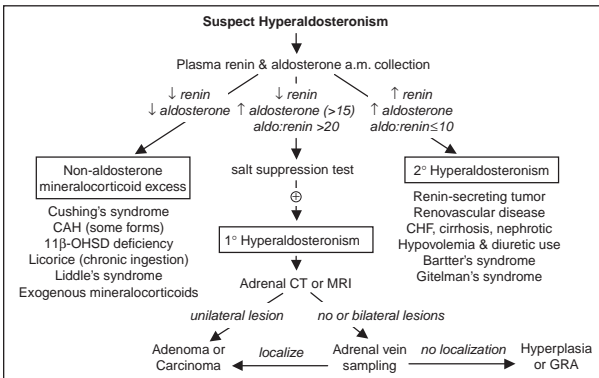 Suspect Hyperaldosteronism
Plasma renin & aldosterone a.m. collection
↓ renin
↓ aldosterone
↓ renin
↑ aldosterone (>15)
aldo:renin >20
↑ renin
↑ aldosterone
aldo:renin≤10
Non-aldosterone
mineralocorticoid excess
Cushing's syndrome
CAH (some forms)
11β-OHSD deficiency
Licorice (chronic ingestion)
Liddle's syndrome
Exogenous mineralocorticoids
salt suppression test
⊕
1° Hyperaldosteronism
2° Hyperaldosteronism
Renin-secreting tumor
Renovascular disease
CHF, cirrhosis, nephrotic
Hypovolemia & diuretic use
Bartter's syndrome
Gitelman's syndrome
Adrenal CT or MRI
unilateral lesion
no or bilateral lesions
Adenoma or
Carcinoma
localize
Adrenal vein
sampling
no localization
Hyperplasia
or GRA